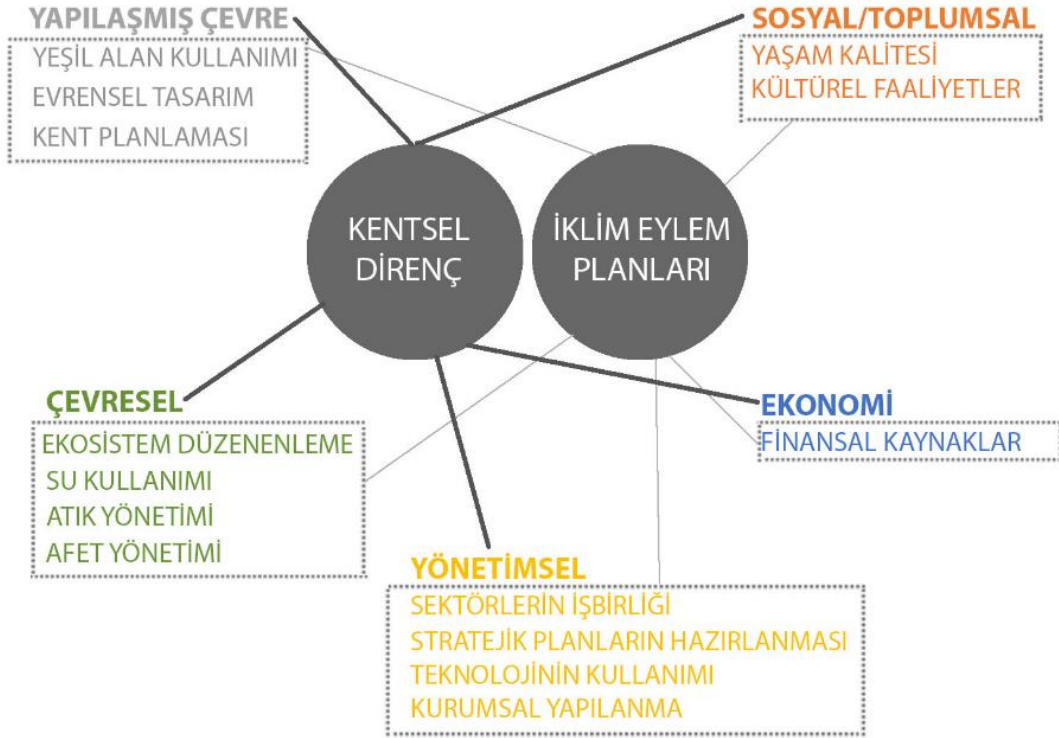 YAPILAŞMIŞ ÇEVRE
YEŞİL ALAN KULLANIMI
EVRENSEL TASARIM
KENT PLANLAMASI
SOSYAL/TOPLUMSAL
YAŞAM KALİTESİ
KÜLTÜREL FAALİYETLER
KENTSEL
DİRENÇ
İKLİM EYLEM
PLANLARI
ÇEVRESEL
EKOSİSTEM DÜZENENLEME
SU KULLANIMI
ATIK YÖNETİMİ
AFET YÖNETİMİ
EKONOMİ
FİNANSAL KAYNAKLAR
YÖNETİMSEL
SEKTÖRLERİN İŞBİRLİĞİ
STRATEJİK PLANLARIN HAZIRLANMASI
TEKNOLOJİNİN KULLANIMI
KURUMSAL YAPILANMA